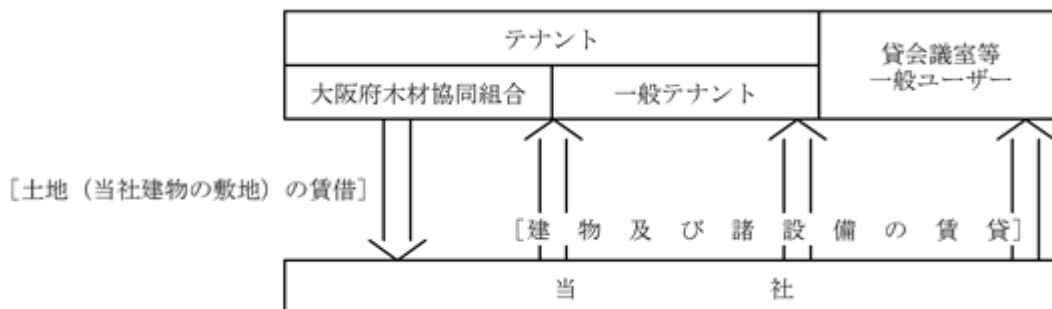 テナント
貸会議室等
一般ユーザー
大阪府木材協同組合
一般テナント
[土地(当社建物の敷地)の賃借]
[建物及び諸設備の賃貸]
当社